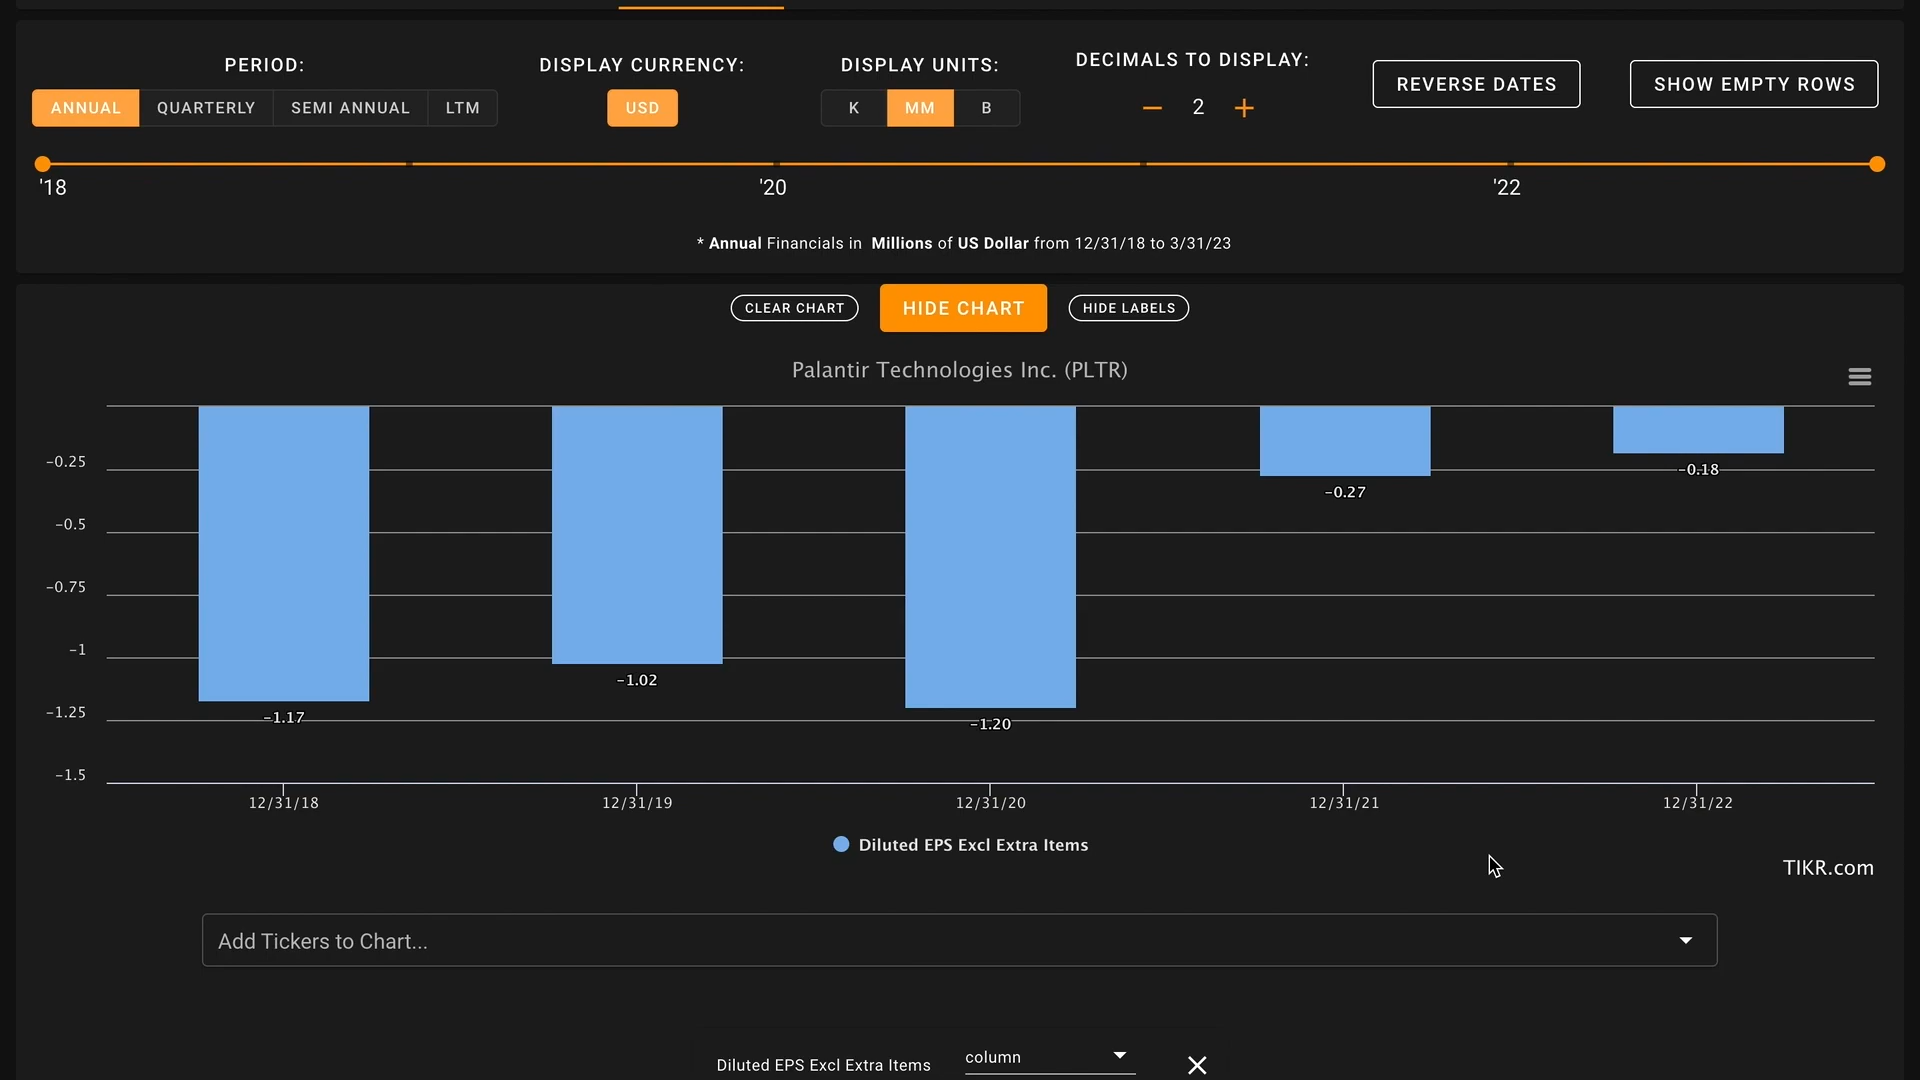 PERIOD:
DISPLAY CURRENCY:
DISPLAY UNITS:
DECIMALS TO DISPLAY:
ANNUAL QUARTERLY SEMI ANNUAL LTM
USD
K MM B
2
REVERSE DATES
SHOW EMPTY ROWS
'18 '20 '22
* Annual Financials in Millions of US Dollar from 12/31/18 to 3/31/23
CLEAR CHART
HIDE CHART
HIDE LABELS
Palantir Technologies Inc. (PLTR)
-0.25
-0.5
-0.75
-1
-1.25
-1.5
-1.17
-1.02
-1.20
-0.27
-0.18
12/31/18 12/31/19 12/31/20 12/31/21 12/31/22
Diluted EPS Excl Extra Items
TIKR.com
Add Tickers to Chart...
Diluted EPS Excl Extra Items column